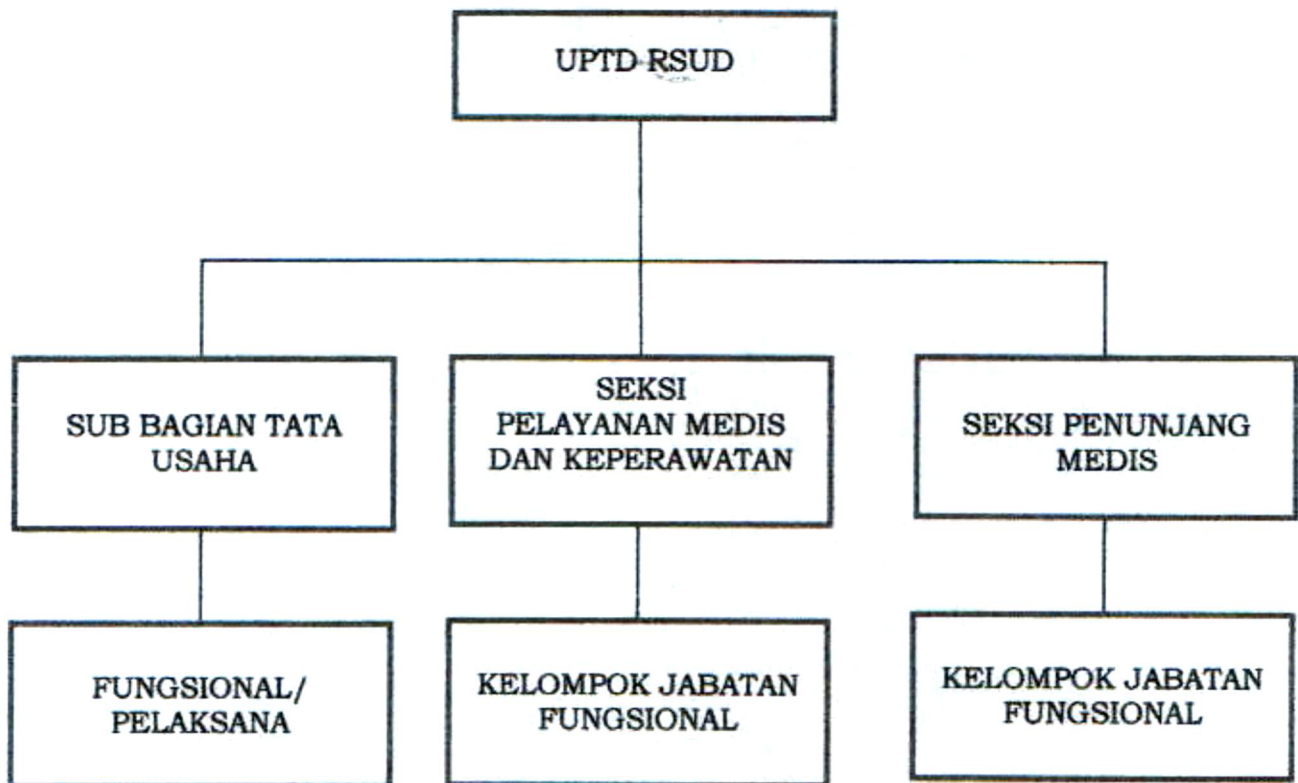 UPTD-RSUD
SUB BAGIAN TATA
USAHA
SEKSI
PELAYANAN MEDIS
DAN KEPERAWATAN
SEKSI PENUNJANG
MEDIS
FUNGSIONAL/
PELAKSANA
KELOMPOK JABATAN
FUNGSIONAL
KELOMPOK JABATAN
FUNGSIONAL